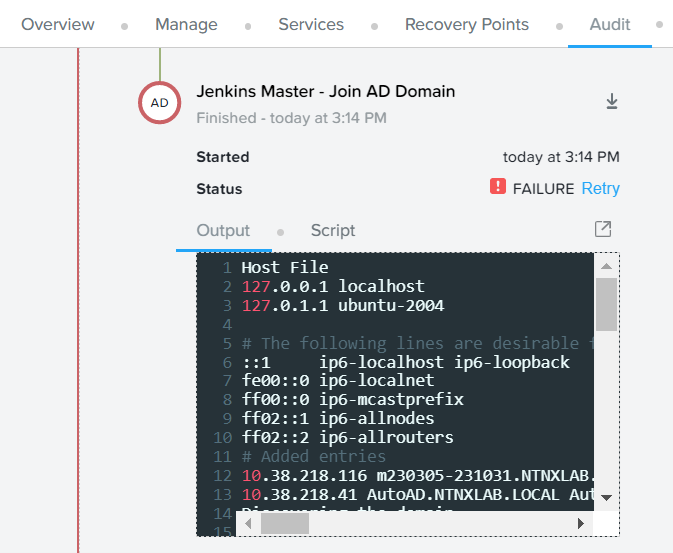 Overview Manage Services Recovery Points Audit
AD
Jenkins Master - Join AD Domain
Finished - today at 3:14 PM
Started today at 3:14 PM
Status FAILURE Retry
Output Script
1 Host File
2 127.0.0.1 localhost
3 127.0.1.1 ubuntu-2004
4
5 # The following lines are desirable f
6 ::1 ip6-localhost ip6-loopback
7 fe00::0 ip6-localnet
8 ff00::0 ip6-mcastprefix
9 ff02::1 ip6-allnodes
10 ff02::2 ip6-allrouters
11 # Added entries
12 10.38.218.116 m230305-231031.NTNXLAB.
13 10.38.218.41 AutoAD.NTNXLAB.LOCAL Aut
14 Discovering the domain
15